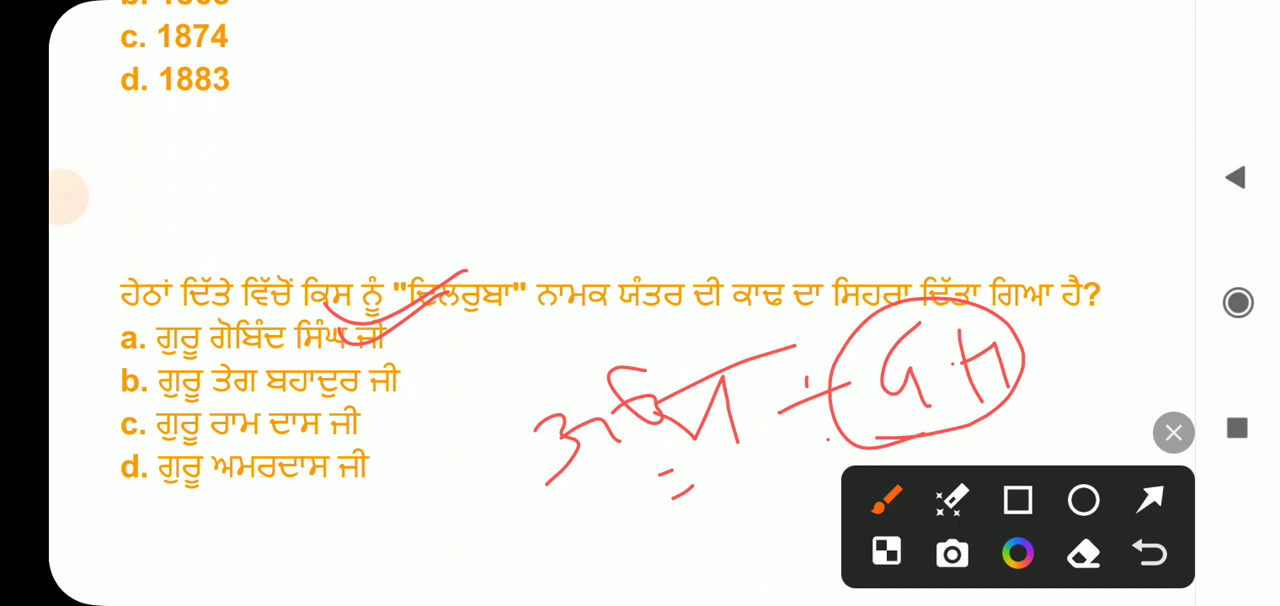 c. 1874
d. 1883
ਹੇਠਾਂ ਦਿੱਤੇ ਵਿੱਚੋਂ ਕਿਸ ਨੂੰ "ਦਿਲਰੁਬਾ" ਨਾਮਕ ਯੰਤਰ ਦੀ ਕਾਢ ਦਾ ਸਿਹਰਾ ਦਿੱਤਾ ਗਿਆ ਹੈ?
a. ਗੁਰੂ ਗੋਬਿੰਦ ਸਿੰਘ ਜੀ
b. ਗੁਰੂ ਤੇਗ ਬਹਾਦੁਰ ਜੀ
c. ਗੁਰੂ ਰਾਮ ਦਾਸ ਜੀ
d. ਗੁਰੂ ਅਮਰਦਾਸ ਜੀ